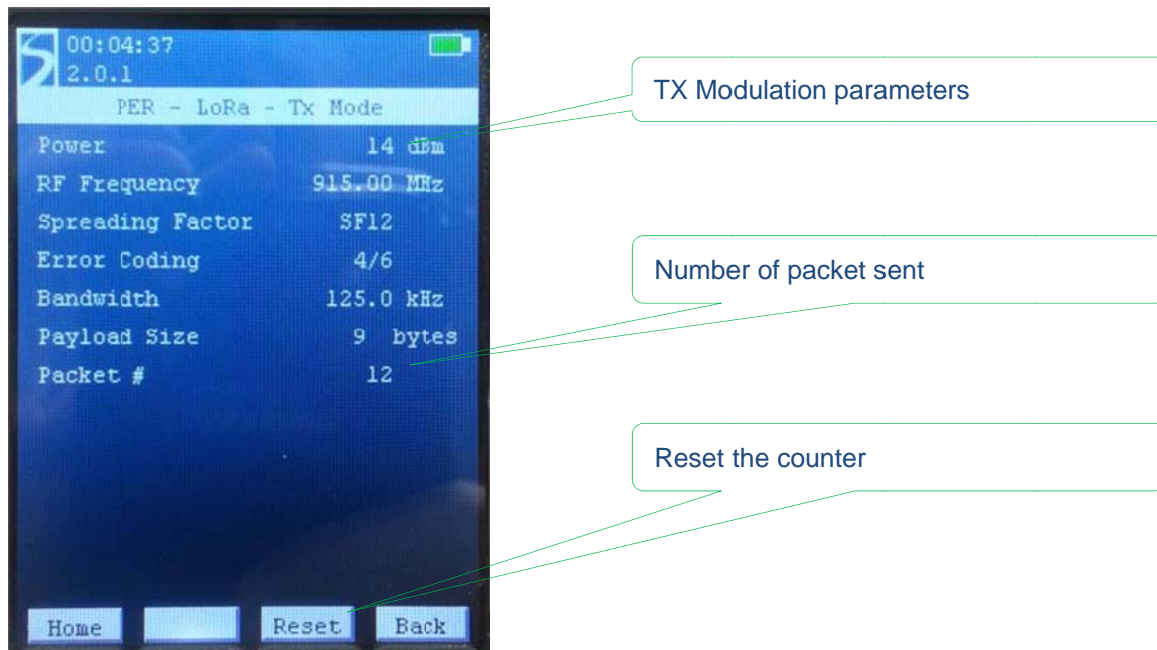 00:04:37
2.0.1
PER - LoRa - Tx Mode
Power 14 dBm
RF Frequency 915.00 MHz
Spreading Factor SF12
Error Coding 4/6
Bandwidth 125.0 kHz
Payload Size 9 bytes
Packet # 12
Home Reset Back
TX Modulation parameters
Number of packet sent
Reset the counter